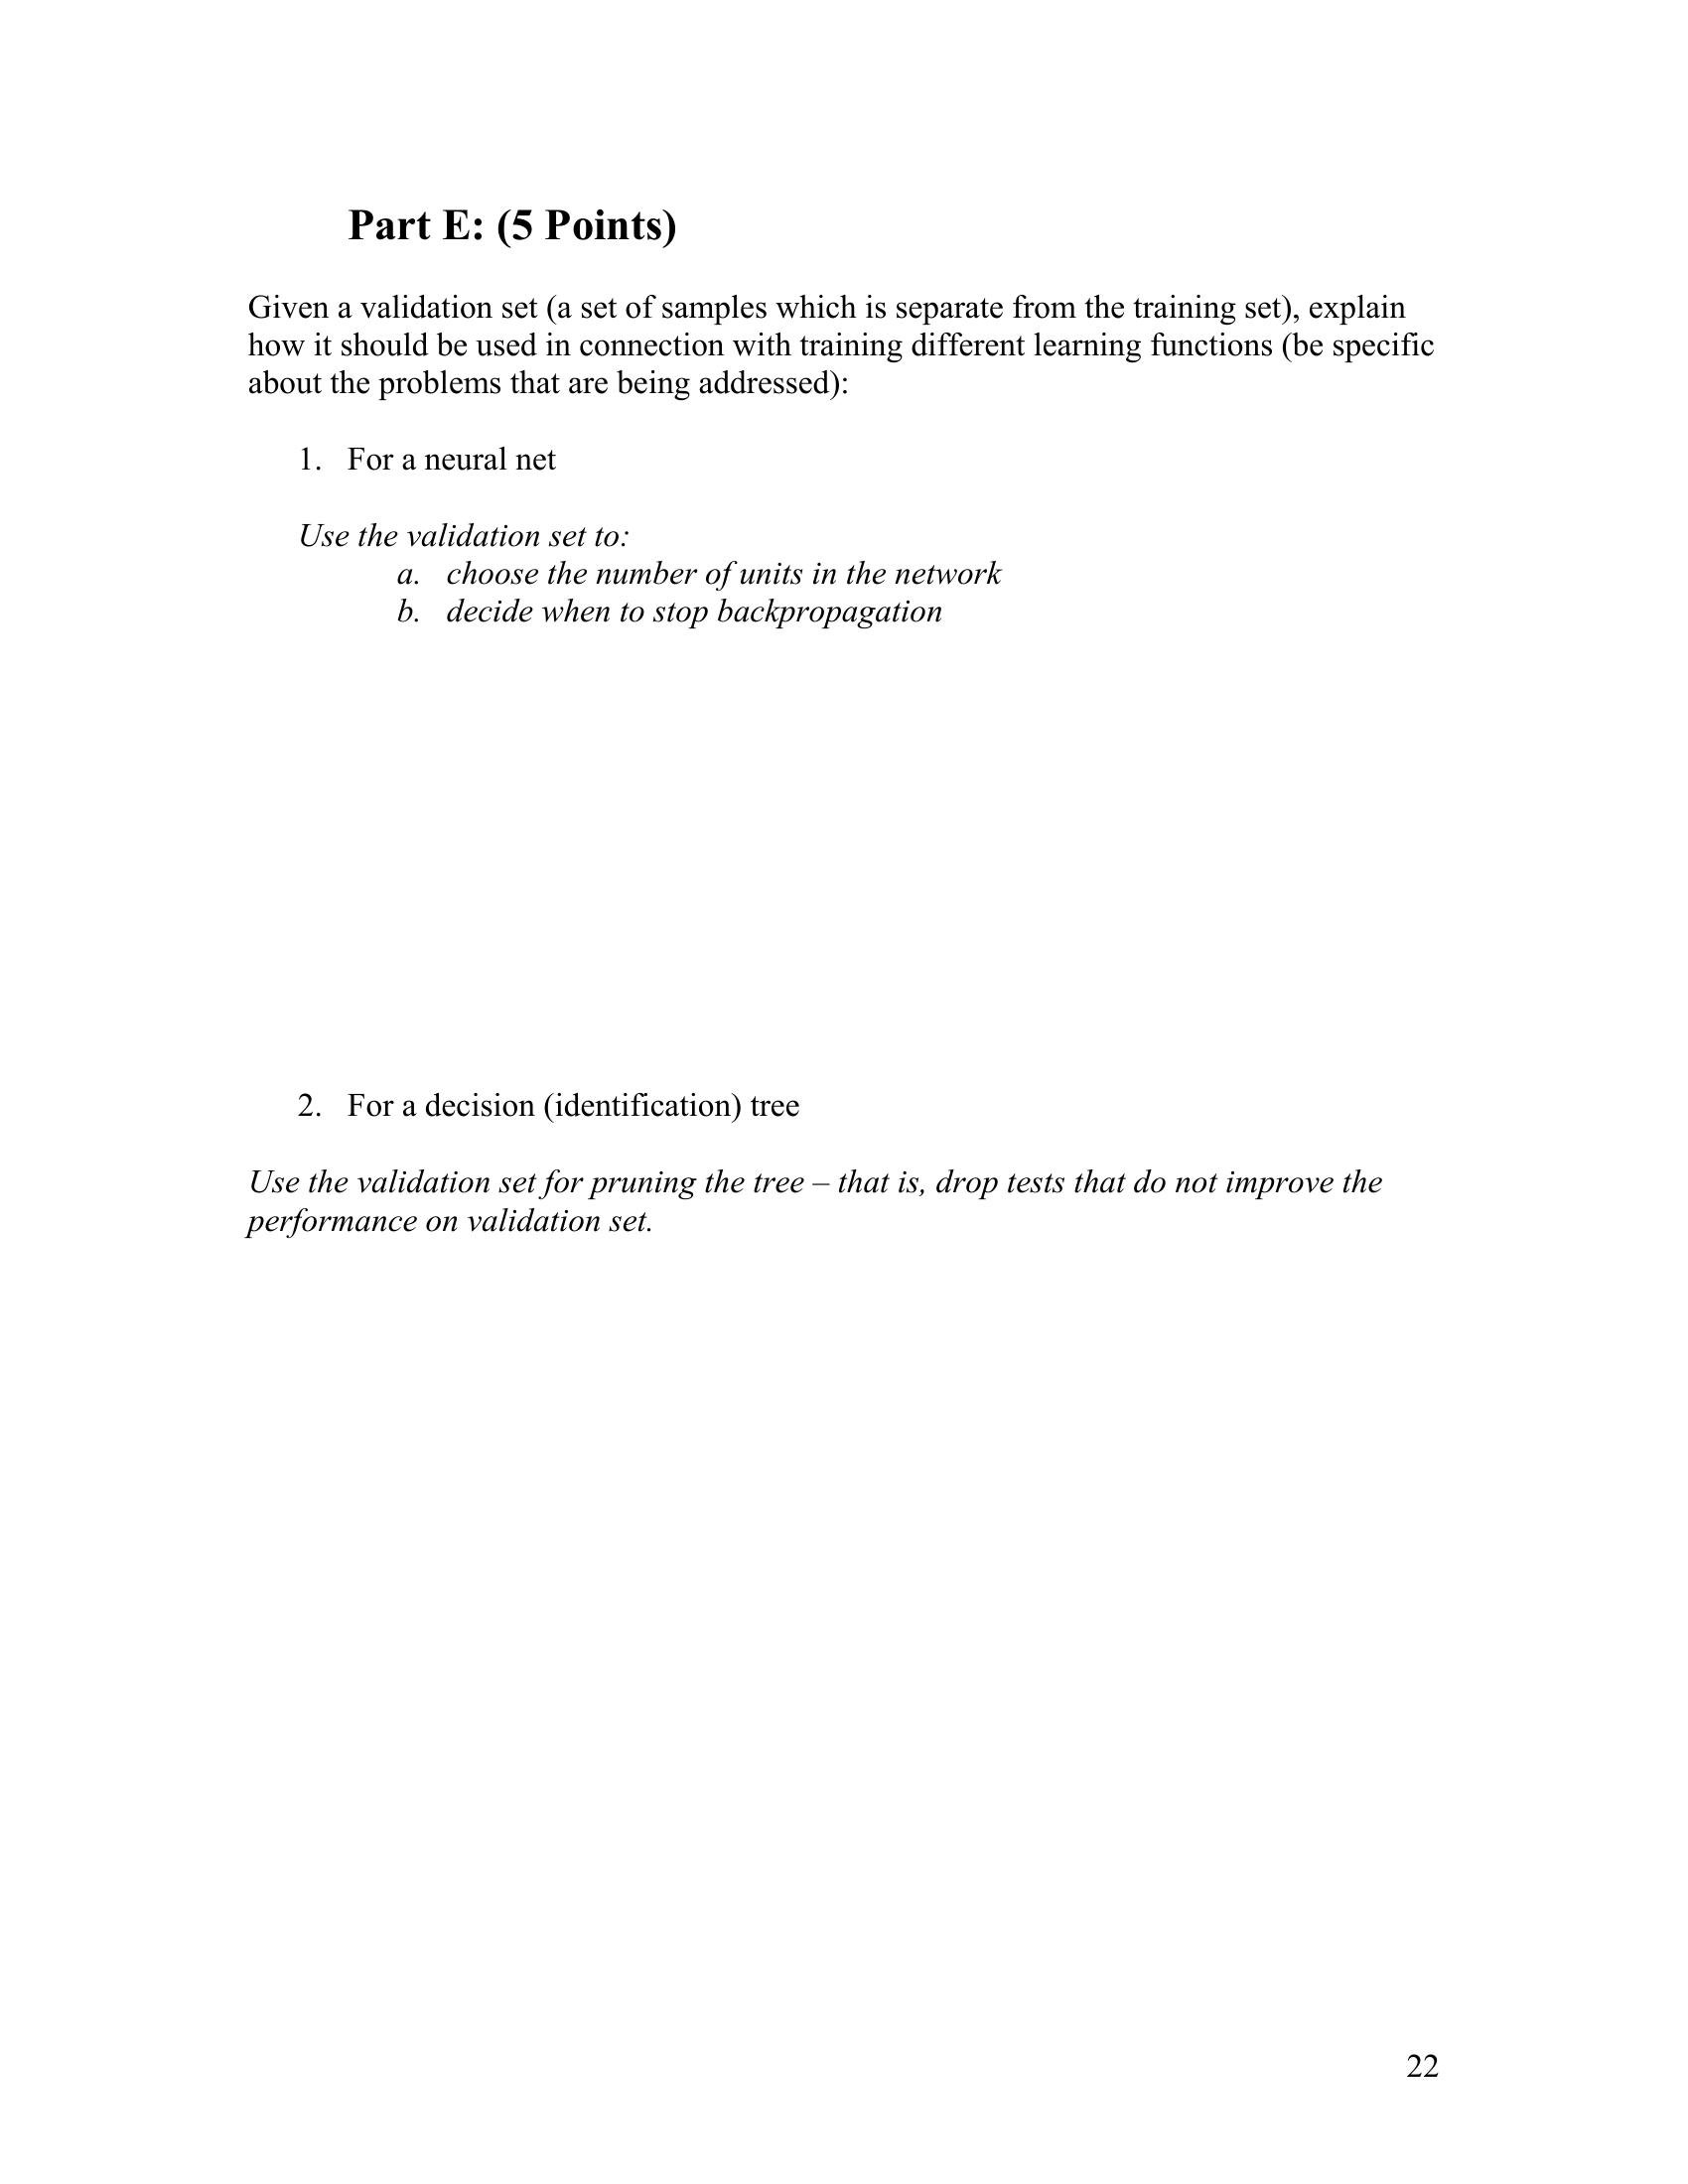 Part E: (5 Points)
Given a validation set (a set of samples which is separate from the training set), explain
how it should be used in connection with training different learning functions (be specific
about the problems that are being addressed):
1. For a neural net
Use the validation set to:
a. choose the number of units in the network
b. decide when to stop backpropagation
2. For a decision (identification) tree
Use the validation set for pruning the tree – that is, drop tests that do not improve the
performance on validation set.
22